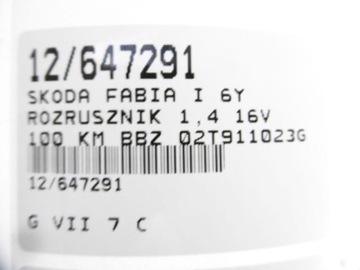 12/647291
SKODA FABIA I 6Y
ROZRUSZNIK 1,4 16V
100 KM BBZ 02T911023G
12/647291
G VII 7 C